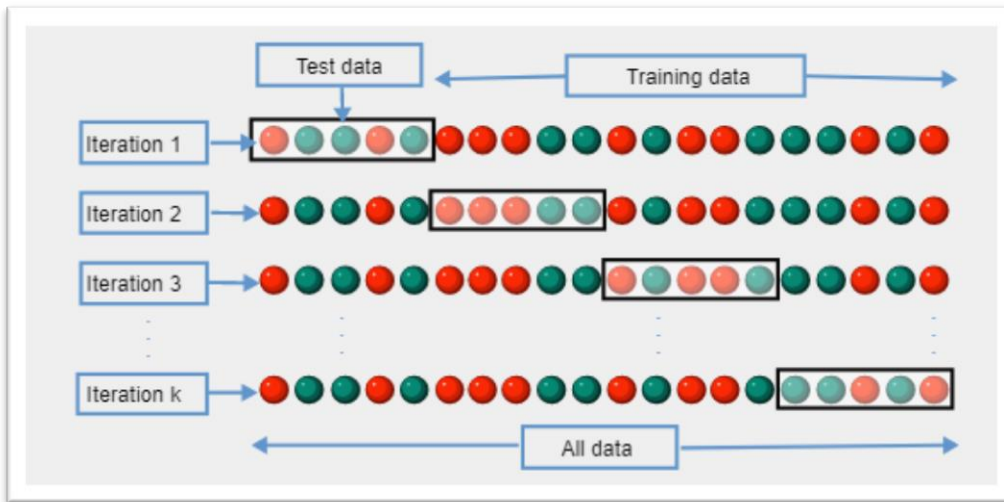 Test data
Training data
Iteration 1
Iteration 2
Iteration 3
Iteration k
All data